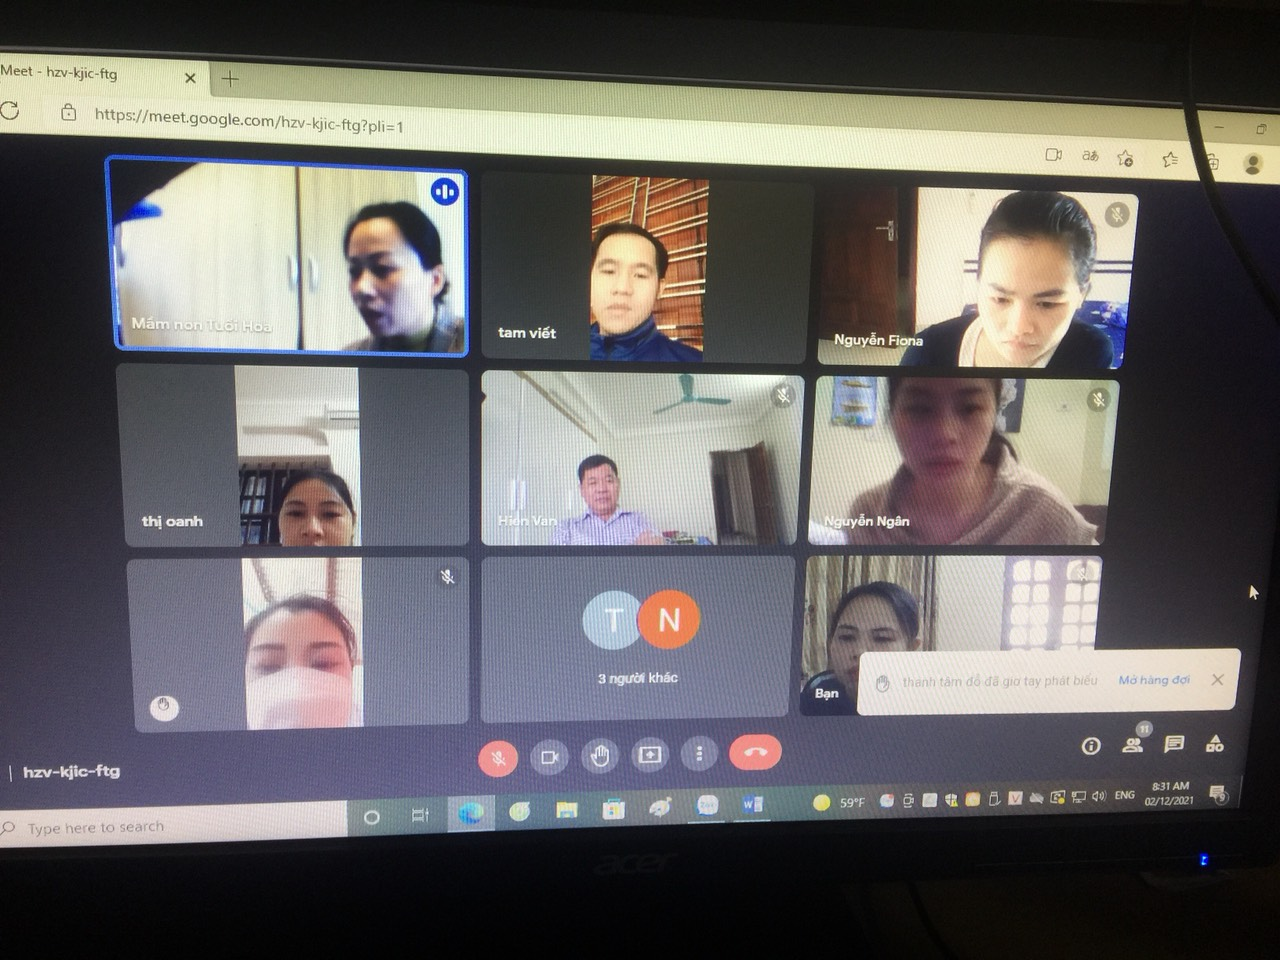 Meet - hzv-kjic-ftg
https://meet.google.com/hzv-kjic-ftg?pli=1
Mầm non Tuổi Hoa
tam viết
Nguyễn Fiona
thị oanh
Hiên Van
Nguyễn Ngân
T N
3 người khác
Bạn
thanh tâm đỗ đã giơ tay phát biểu
Mở hàng đợi
hzv-kjic-ftg
11
Type here to search
59°F
ENG
8:31 AM
02/12/2021
acer